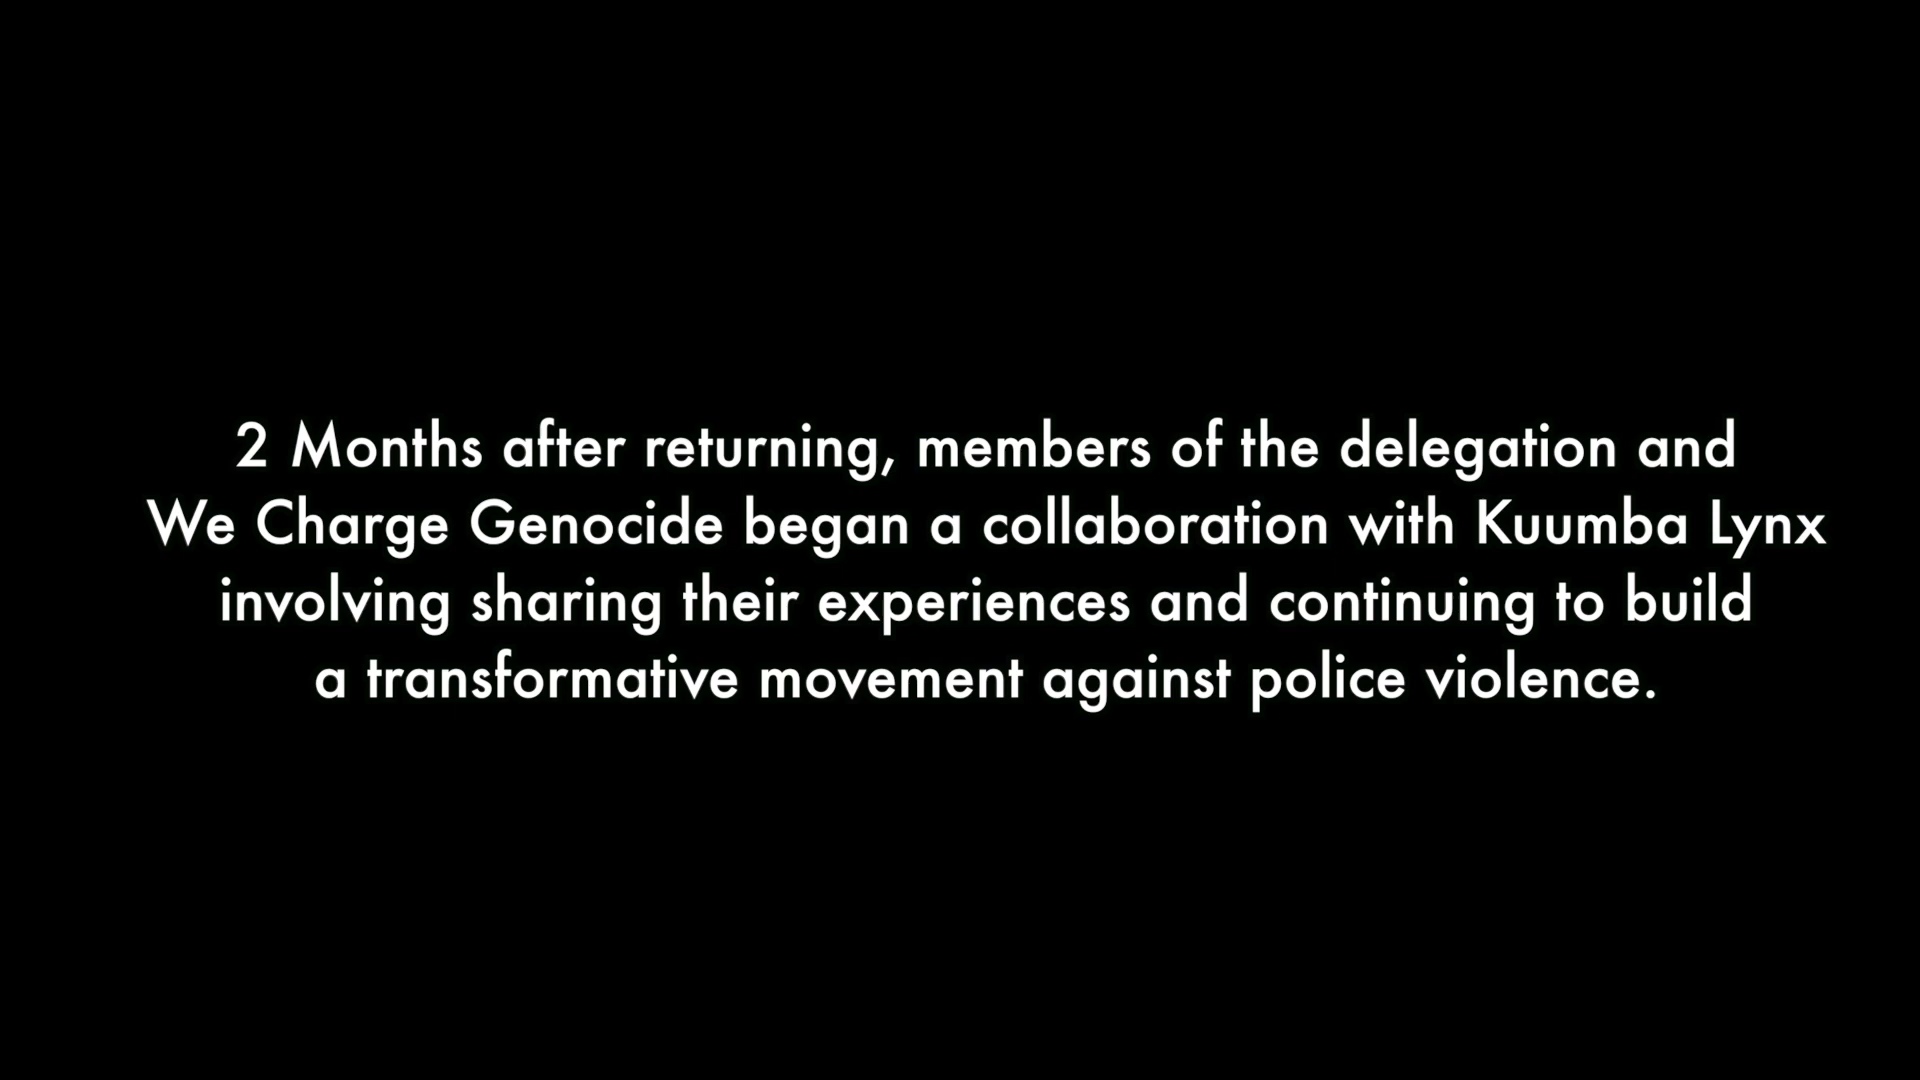 2 Months after returning, members of the delegation and
We Charge Genocide began a collaboration with Kuumba Lynx
involving sharing their experiences and continuing to build
a transformative movement against police violence.